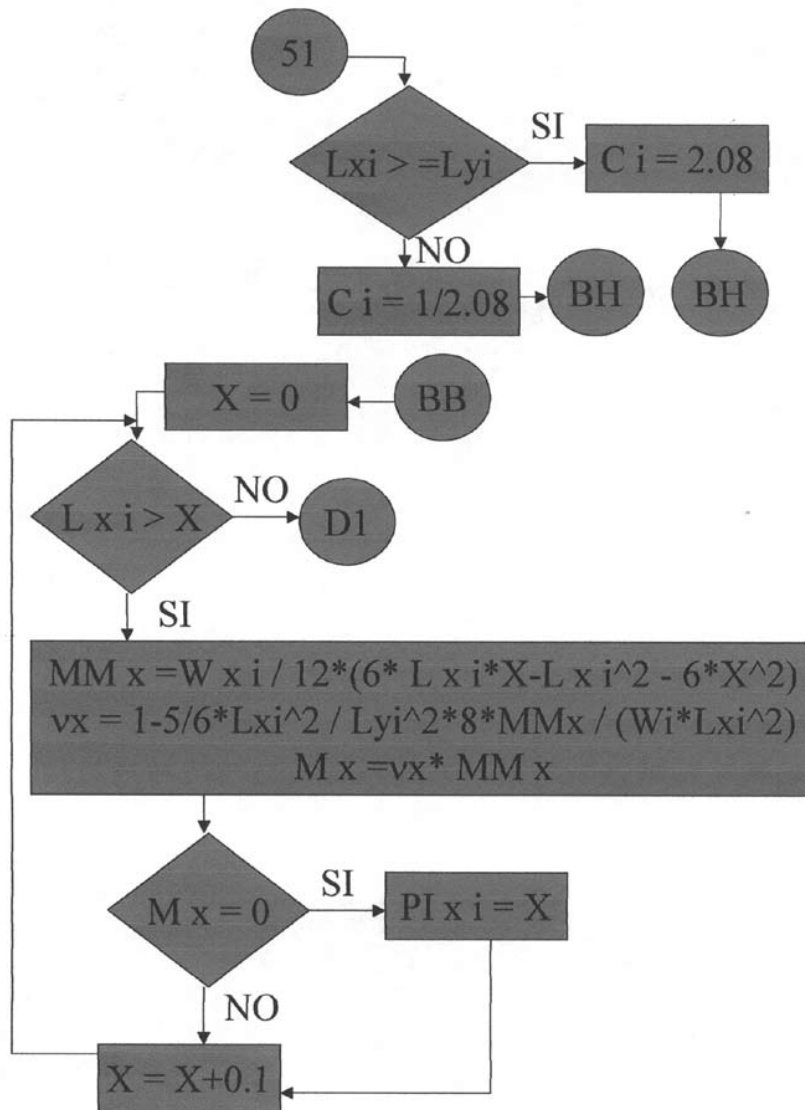 51
Lxi > =Lyi
SI
C i = 2.08
NO
C i = 1/2.08
BH
BH
X = 0
BB
L x i > X
NO
D1
SI
MM x =W x i / 12*(6* L x i*X-L x i^2 - 6*X^2)
νx = 1-5/6*Lxi^2 / Lyi^2*8*MMx / (Wi*Lxi^2)
M x =νx* MM x
M x = 0
SI
PI x i = X
NO
X = X+0.1